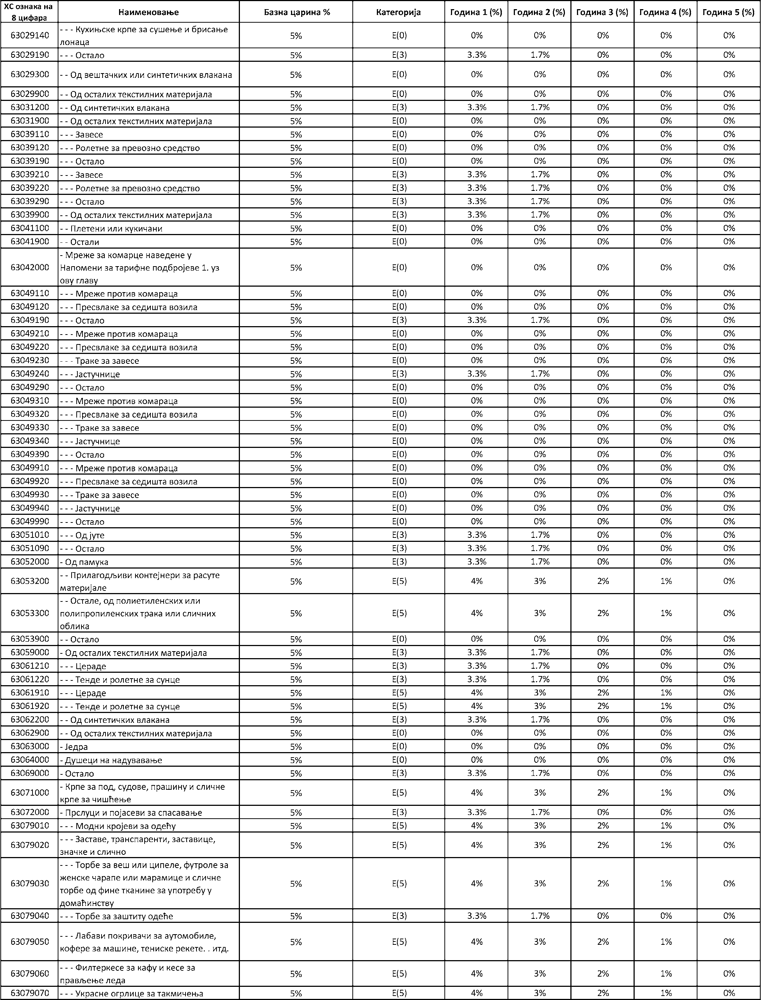 ХС ознака на
8 цифара
Наименовање Базна царина % Категорија Година 1 (%) Година 2 (%) Година 3 (%) Година 4 (%) Година 5 (%)
63029140 - - - Кухињске крпе за сушење и брисање
лонаца 5% E(0) 0% 0% 0% 0% 0%
63029190 - - - Остало 5% E(3) 3.3% 1.7% 0% 0% 0%
63029300 - - Од вештачких или синтетичких влакана 5% E(0) 0% 0% 0% 0% 0%
63029900 - - Од осталих текстилних материјала 5% E(0) 0% 0% 0% 0% 0%
63031200 - - Од синтетичких влакана 5% E(3) 3.3% 1.7% 0% 0% 0%
63031900 - - Од осталих текстилних материјала 5% E(0) 0% 0% 0% 0% 0%
63039110 - - - Завесе 5% E(0) 0% 0% 0% 0% 0%
63039120 - - - Ролетне за превозно средство 5% E(0) 0% 0% 0% 0% 0%
63039190 - - - Остало 5% E(0) 0% 0% 0% 0% 0%
63039210 - - - Завесе 5% E(3) 3.3% 1.7% 0% 0% 0%
63039220 - - - Ролетне за превозно средство 5% E(3) 3.3% 1.7% 0% 0% 0%
63039290 - - - Остало 5% E(3) 3.3% 1.7% 0% 0% 0%
63039900 - - Од осталих текстилних материјала 5% E(3) 3.3% 1.7% 0% 0% 0%
63041100 - - Плетени или кукичани 5% E(0) 0% 0% 0% 0% 0%
63041900 - - Остали 5% E(0) 0% 0% 0% 0% 0%
63042000 - Мреже за комарце наведене у
Напомени за тарифне подбројеве 1. уз
ову главу 5% E(0) 0% 0% 0% 0% 0%
63049110 - - - Мреже против комараца 5% E(0) 0% 0% 0% 0% 0%
63049120 - - - Пресвлаке за седишта возила 5% E(0) 0% 0% 0% 0% 0%
63049190 - - - Остало 5% E(3) 3.3% 1.7% 0% 0% 0%
63049210 - - - Мреже против комараца 5% E(0) 0% 0% 0% 0% 0%
63049220 - - - Пресвлаке за седишта возила 5% E(0) 0% 0% 0% 0% 0%
63049230 - - - Траке за завесе 5% E(0) 0% 0% 0% 0% 0%
63049240 - - - Јастучнице 5% E(3) 3.3% 1.7% 0% 0% 0%
63049290 - - - Остало 5% E(0) 0% 0% 0% 0% 0%
63049310 - - - Мреже против комараца 5% E(0) 0% 0% 0% 0% 0%
63049320 - - - Пресвлаке за седишта возила 5% E(0) 0% 0% 0% 0% 0%
63049330 - - - Траке за завесе 5% E(0) 0% 0% 0% 0% 0%
63049340 - - - Јастучнице 5% E(0) 0% 0% 0% 0% 0%
63049390 - - - Остало 5% E(0) 0% 0% 0% 0% 0%
63049910 - - - Мреже против комараца 5% E(0) 0% 0% 0% 0% 0%
63049920 - - - Пресвлаке за седишта возила 5% E(0) 0% 0% 0% 0% 0%
63049930 - - - Траке за завесе 5% E(0) 0% 0% 0% 0% 0%
63049940 - - - Јастучнице 5% E(0) 0% 0% 0% 0% 0%
63049990 - - - Остало 5% E(0) 0% 0% 0% 0% 0%
63051010 - - - Од јуте 5% E(3) 3.3% 1.7% 0% 0% 0%
63051090 - - - Остало 5% E(3) 3.3% 1.7% 0% 0% 0%
63052000 - Од памука 5% E(3) 3.3% 1.7% 0% 0% 0%
63053200 - - Прилагодљиви контејнери за расуте
материјале 5% E(5) 4% 3% 2% 1% 0%
63053300 - - Остале, од полиетиленских или
полипропиленских трака или сличних
облика 5% E(5) 4% 3% 2% 1% 0%
63053900 - - Остало 5% E(0) 0% 0% 0% 0% 0%
63059000 - Од осталих текстилних материјала 5% E(3) 3.3% 1.7% 0% 0% 0%
63061210 - - - Цераде 5% E(3) 3.3% 1.7% 0% 0% 0%
63061220 - - - Тенде и ролетне за сунце 5% E(3) 3.3% 1.7% 0% 0% 0%
63061910 - - - Цераде 5% E(5) 4% 3% 2% 1% 0%
63061920 - - - Тенде и ролетне за сунце 5% E(5) 4% 3% 2% 1% 0%
63062200 - - Од синтетичких влакана 5% E(3) 3.3% 1.7% 0% 0% 0%
63062900 - - Од осталих текстилних материјала 5% E(0) 0% 0% 0% 0% 0%
63063000 - Једра 5% E(0) 0% 0% 0% 0% 0%
63064000 - Душеци на надувавање 5% E(0) 0% 0% 0% 0% 0%
63069000 - Остало 5% E(3) 3.3% 1.7% 0% 0% 0%
63071000 - Крпе за под, судове, прашину и сличне
крпе за чишћење 5% E(5) 4% 3% 2% 1% 0%
63072000 - Прслуци и појасеви за спасавање 5% E(3) 3.3% 1.7% 0% 0% 0%
63079010 - - - Модни кројеви за одећу 5% E(5) 4% 3% 2% 1% 0%
63079020 - - - Заставе, транспаренти, заставице,
значке и слично 5% E(5) 4% 3% 2% 1% 0%
63079030 - - - Торбе за веш или ципеле, футроле за
женске чарапе или марамице и сличне
торбе од фине тканине за употребу у
домаћинству 5% E(5) 4% 3% 2% 1% 0%
63079040 - - - Торбе за заштиту одеће 5% E(3) 3.3% 1.7% 0% 0% 0%
63079050 - - - Лабави покривачи за аутомобиле,
кофере за машине, тениске рекете. . итд. 5% E(5) 4% 3% 2% 1% 0%
63079060 - - - Филтеркесе за кафу и кесе за
прављење леда 5% E(5) 4% 3% 2% 1% 0%
63079070 - - - Украсне огрлице за такмичења 5% E(5) 4% 3% 2% 1% 0%